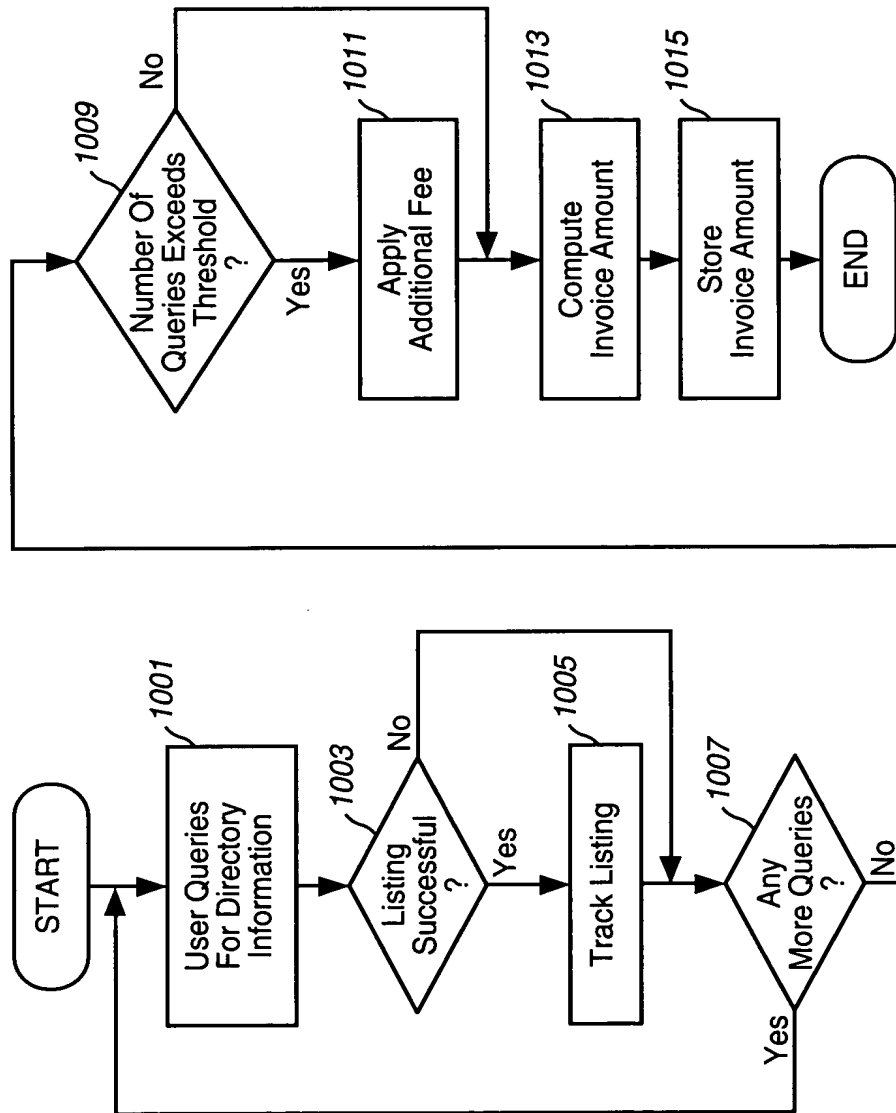 START
1001
User Queries
For Directory
Information
1003
Listing
Successful
?
No
Yes
1005
Track Listing
1007
Any
More Queries
?
Yes
No
1009
Number Of
Queries Exceeds
Threshold
?
No
Yes
1011
Apply
Additional Fee
1013
Compute
Invoice Amount
1015
Store
Invoice Amount
END